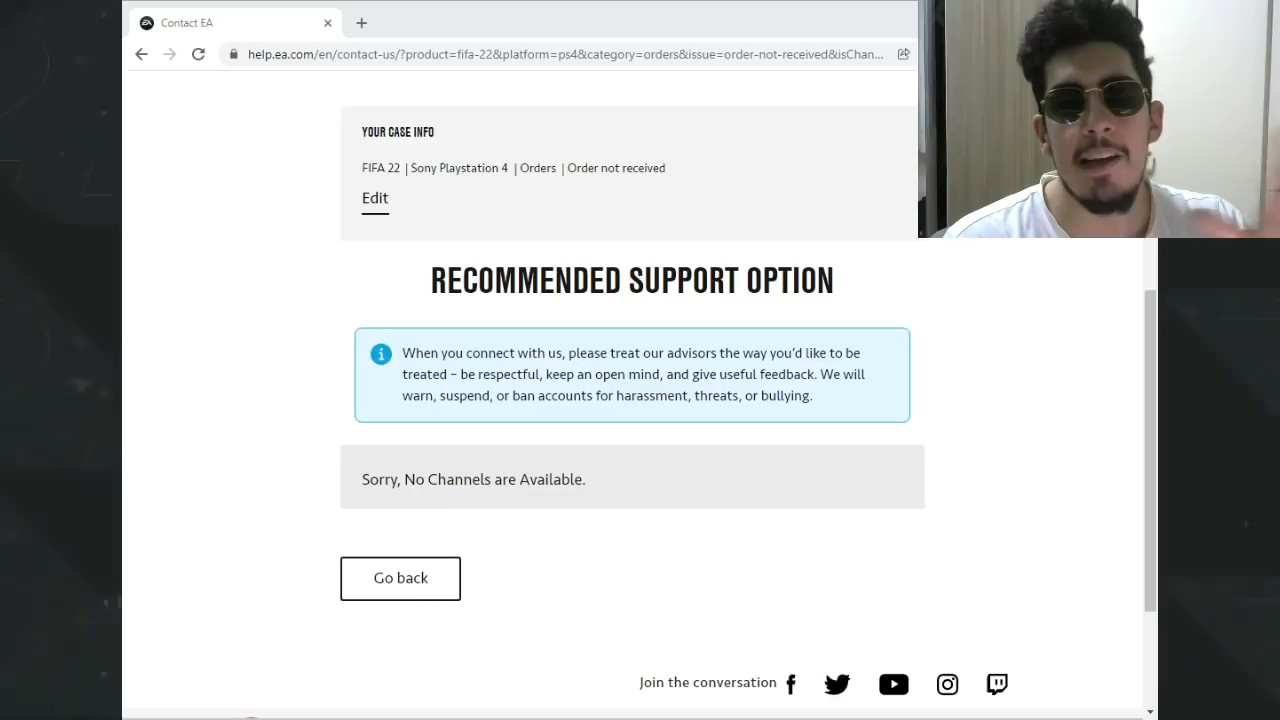 EA Contact EA
help.ea.com/en/contact-us/?product=fifa-22&platform=ps4&category=orders&issue=order-not-received&isChan...
YOUR CASE INFO
FIFA 22 | Sony Playstation 4 | Orders | Order not received
Edit
RECOMMENDED SUPPORT OPTION
When you connect with us, please treat our advisors the way you'd like to be
treated – be respectful, keep an open mind, and give useful feedback. We will
warn, suspend, or ban accounts for harassment, threats, or bullying.
Sorry, No Channels are Available.
Go back
Join the conversation